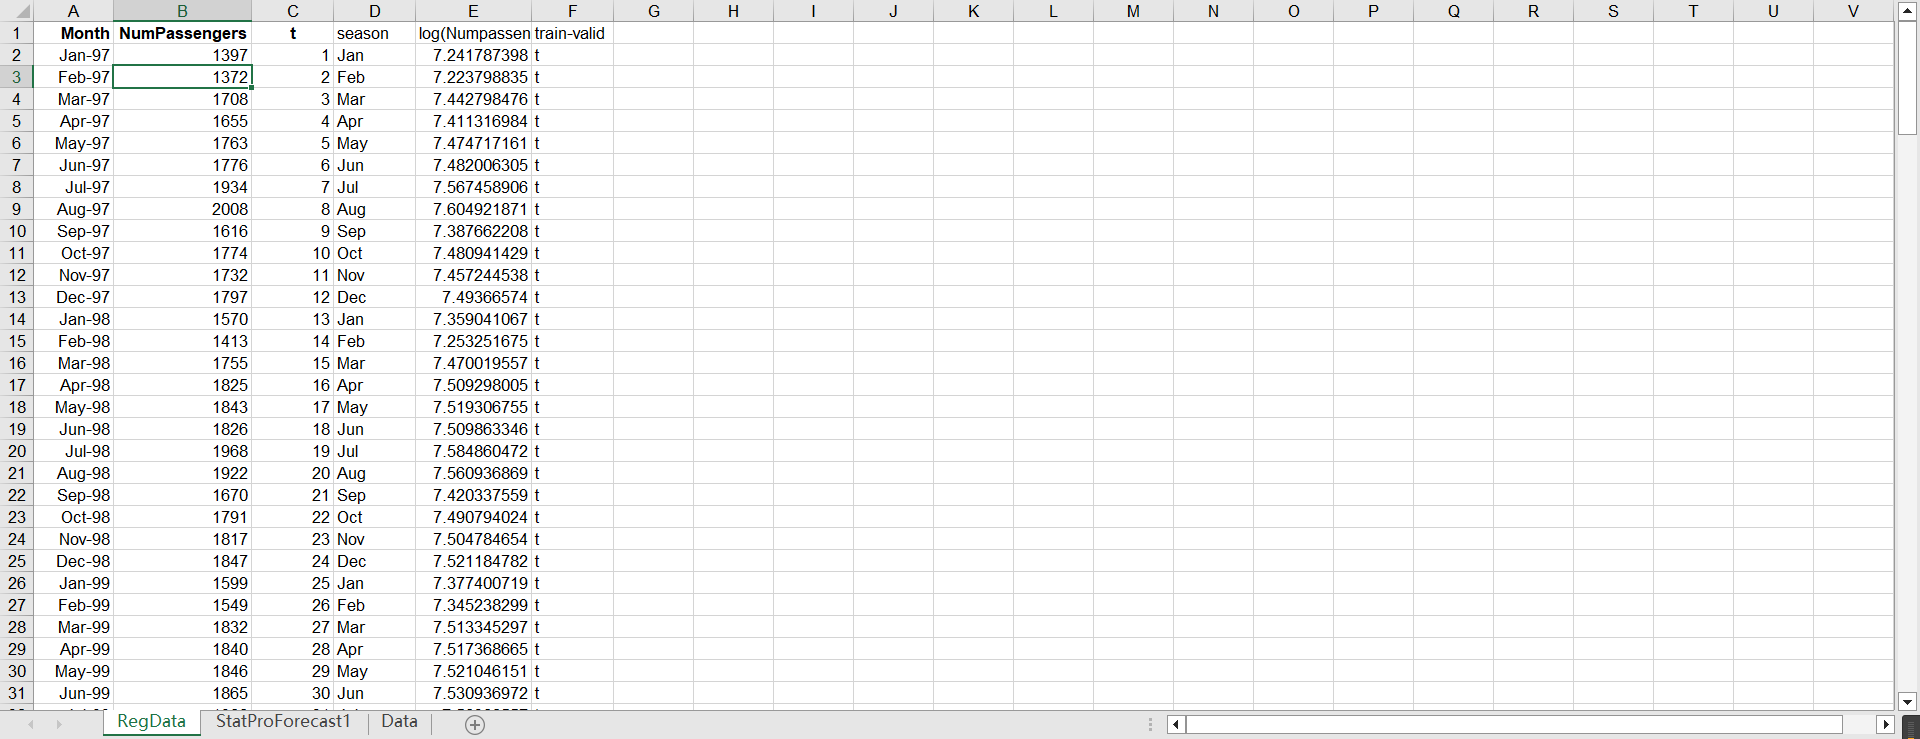 A B C D E F G H I J K L M N O P Q R S T U V
1 Month NumPassengers t season log(Numpassen train-valid
2 Jan-97 1397 1 Jan 7.241787398 t
3 Feb-97 1372 2 Feb 7.223798835 t
4 Mar-97 1708 3 Mar 7.442798476 t
5 Apr-97 1655 4 Apr 7.411316984 t
6 May-97 1763 5 May 7.474717161 t
7 Jun-97 1776 6 Jun 7.482006305 t
8 Jul-97 1934 7 Jul 7.567458906 t
9 Aug-97 2008 8 Aug 7.604921871 t
10 Sep-97 1616 9 Sep 7.387662208 t
11 Oct-97 1774 10 Oct 7.480941429 t
12 Nov-97 1732 11 Nov 7.457244538 t
13 Dec-97 1797 12 Dec 7.49366574 t
14 Jan-98 1570 13 Jan 7.359041067 t
15 Feb-98 1413 14 Feb 7.253251675 t
16 Mar-98 1755 15 Mar 7.470019557 t
17 Apr-98 1825 16 Apr 7.509298005 t
18 May-98 1843 17 May 7.519306755 t
19 Jun-98 1826 18 Jun 7.509863346 t
20 Jul-98 1968 19 Jul 7.584860472 t
21 Aug-98 1922 20 Aug 7.560936869 t
22 Sep-98 1670 21 Sep 7.420337559 t
23 Oct-98 1791 22 Oct 7.490794024 t
24 Nov-98 1817 23 Nov 7.504784654 t
25 Dec-98 1847 24 Dec 7.521184782 t
26 Jan-99 1599 25 Jan 7.377400719 t
27 Feb-99 1549 26 Feb 7.345238299 t
28 Mar-99 1832 27 Mar 7.513345297 t
29 Apr-99 1840 28 Apr 7.517368665 t
30 May-99 1846 29 May 7.521046151 t
31 Jun-99 1865 30 Jun 7.530936972 t
RegData StatProForecast1 Data